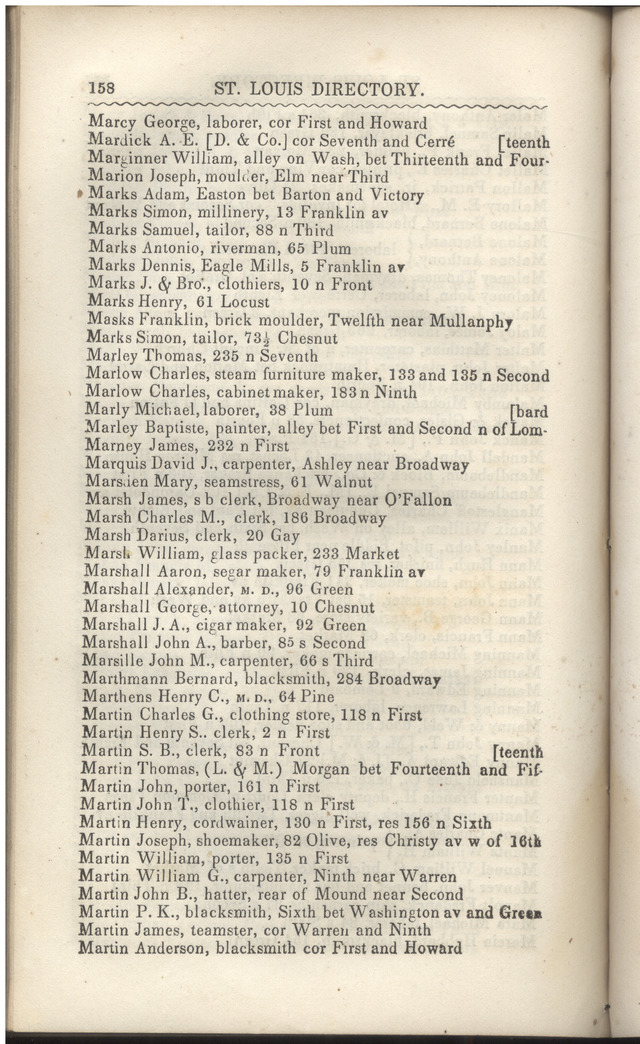 158 ST. LOUIS DIRECTORY.
Marcy George, laborer, cor First and Howard
Mardick A. E. [D. & Co.] cor Seventh and Cerré [teenth
Marginner William, alley on Wash, bet Thirteenth and Four-
Marion Joseph, moulder, Elm near Third
Marks Adam, Easton bet Barton and Victory
Marks Simon, millinery, 13 Franklin av
Marks Samuel, tailor, 88 n Third
Marks Antonio, riverman, 65 Plum
Marks Dennis, Eagle Mills, 5 Franklin av
Marks J. & Bro., clothiers, 10 n Front
Marks Henry, 61 Locust
Masks Franklin, brick moulder, Twelfth near Mullanphy
Marks Simon, tailor, 73½ Chesnut
Marley Thomas, 235 n Seventh
Marlow Charles, steam furniture maker, 133 and 135 n Second
Marlow Charles, cabinet maker, 183 n Ninth
Marly Michael, laborer, 38 Plum [bard
Marley Baptiste, painter, alley bet First and Second n of Lom-
Marney James, 232 n First
Marquis David J., carpenter, Ashley near Broadway
Marsden Mary, seamstress, 61 Walnut
Marsh James, s b clerk, Broadway near O'Fallon
Marsh Charles M., clerk, 186 Broadway
Marsh Darius, clerk, 20 Gay
Marsh William, glass packer, 233 Market
Marshall Aaron, segar maker, 79 Franklin av
Marshall Alexander, M. D., 96 Green
Marshall George, attorney, 10 Chesnut
Marshall J. A., cigar maker, 92 Green
Marshall John A., barber, 85 s Second
Marsille John M., carpenter, 66 s Third
Marthmann Bernard, blacksmith, 284 Broadway
Marthens Henry C., M. D., 64 Pine
Martin Charles G., clothing store, 118 n First
Martin Henry S.. clerk, 2 n First
Martin S. B., clerk, 83 n Front [teenth
Martin Thomas, (L. & M.) Morgan bet Fourteenth and Fif-
Martin John, porter, 161 n First
Martin John T., clothier, 118 n First
Martin Henry, cordwainer, 130 n First, res 156 n Sixth
Martin Joseph, shoemaker, 82 Olive, res Christy av w of 16th
Martin William, porter, 135 n First
Martin William G., carpenter, Ninth near Warren
Martin John B., hatter, rear of Mound near Second
Martin P. K., blacksmith, Sixth bet Washington av and Green
Martin James, teamster, cor Warren and Ninth
Martin Anderson, blacksmith cor First and Howard